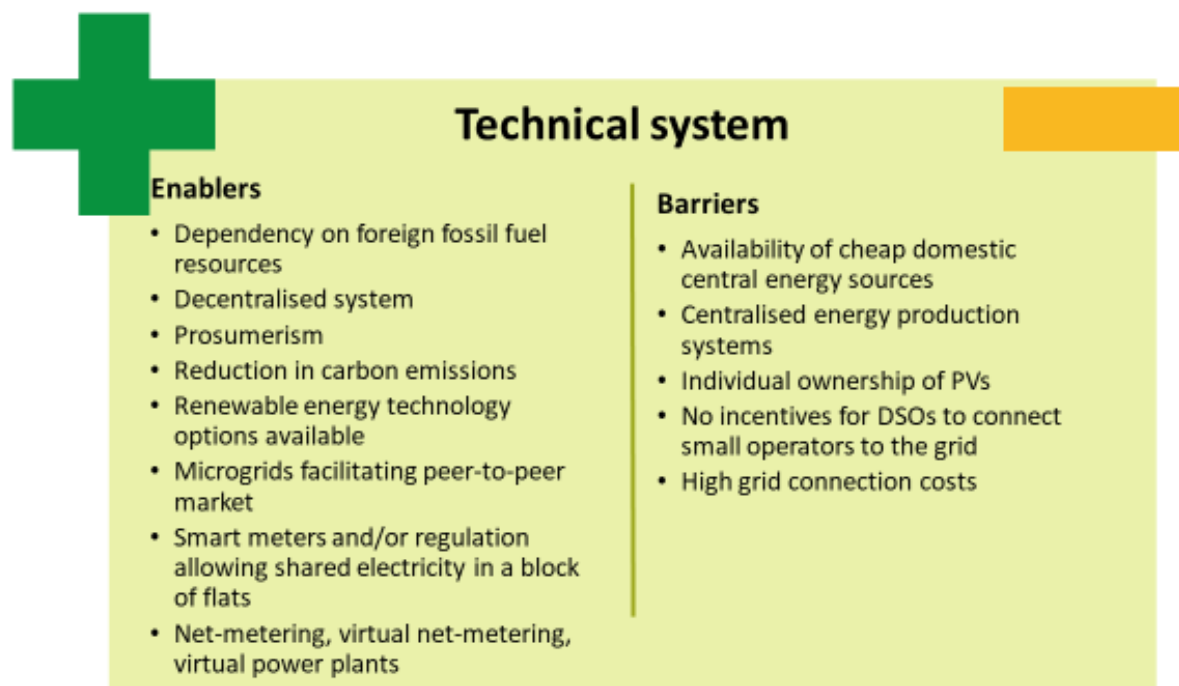 Technical system
Enablers
• Dependency on foreign fossil fuel
resources
• Decentralised system
• Prosumerism
• Reduction in carbon emissions
• Renewable energy technology
options available
• Microgrids facilitating peer-to-peer
market
• Smart meters and/or regulation
allowing shared electricity in a block
of flats
• Net-metering, virtual net-metering,
virtual power plants
Barriers
• Availability of cheap domestic
central energy sources
• Centralised energy production
systems
• Individual ownership of PVs
• No incentives for DSOs to connect
small operators to the grid
• High grid connection costs